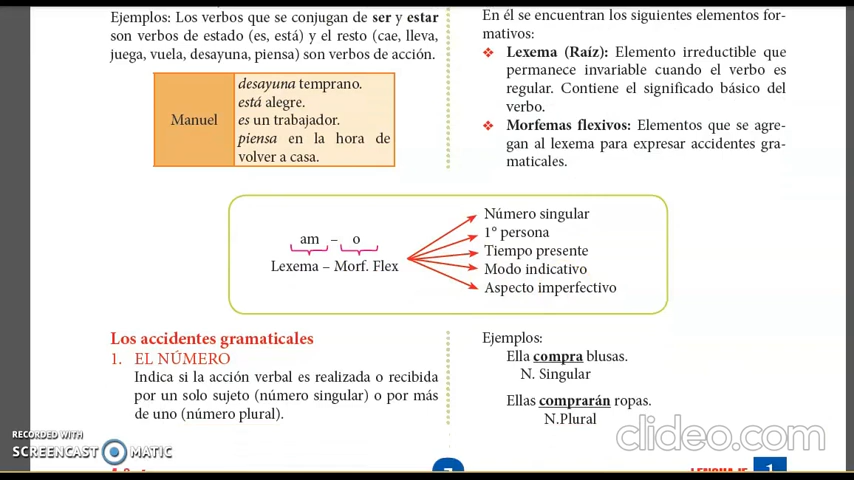 Ejemplos: Los verbos que se conjugan de ser y estar
son verbos de estado (es, está) y el resto (cae, lleva,
juega, vuela, desayuna, piensa) son verbos de acción.
Manuel
desayuna temprano.
está alegre.
es un trabajador.
piensa en la hora de
volver a casa.
En él se encuentran los siguientes elementos for-
mativos:
❖ Lexema (Raíz): Elemento irreductible que
permanece invariable cuando el verbo es
regular. Contiene el significado básico del
verbo.
❖ Morfemas flexivos: Elementos que se agre-
gan al lexema para expresar accidentes gra-
maticales.
am – o
Lexema – Morf. Flex
Número singular
1° persona
Tiempo presente
Modo indicativo
Aspecto imperfectivo
Los accidentes gramaticales
1. EL NÚMERO
Indica si la acción verbal es realizada o recibida
por un solo sujeto (número singular) o por más
de uno (número plural).
Ejemplos:
Ella compra blusas.
N. Singular
Ellas comprarán ropas.
N.Plural
clideo.com
RECORDED WITH
SCREENCAST MATIC
LENGUAJE 1